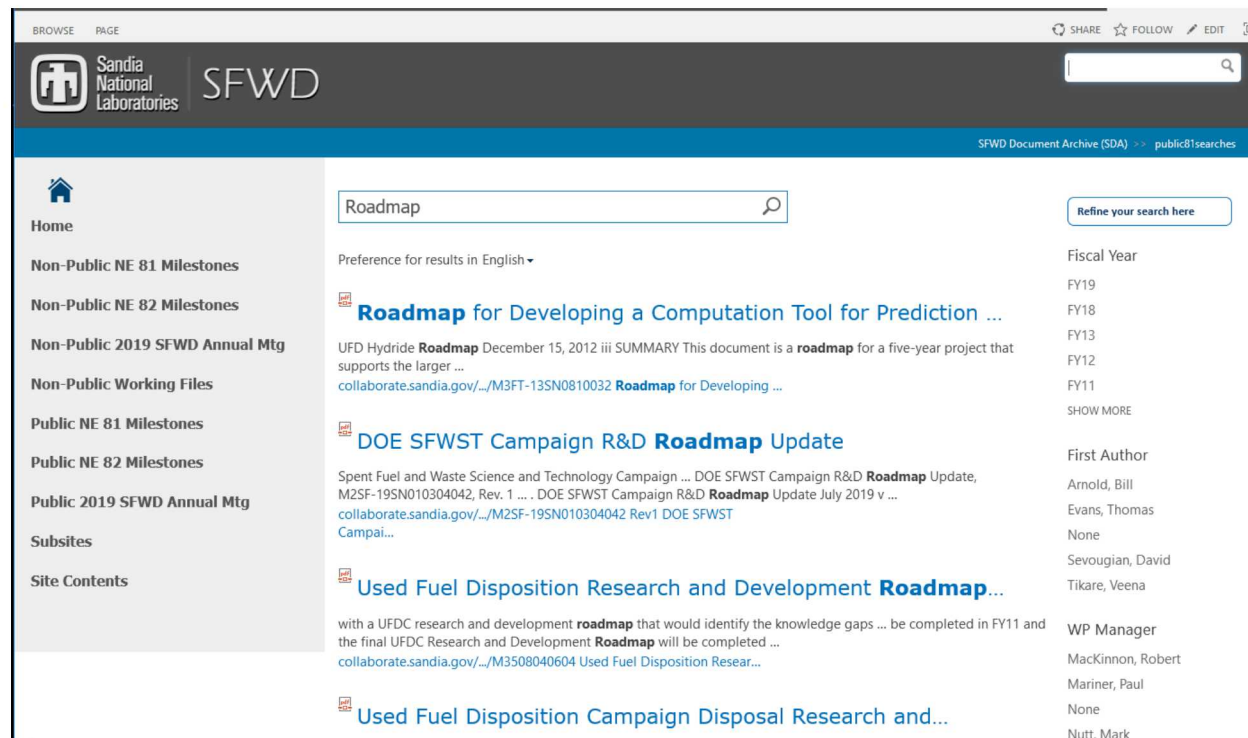 BROWSE PAGE
SHARE FOLLOW EDIT
Sandia
National
Laboratories
SFWD
SFWD Document Archive (SDA) >> public81searches
Home
Non-Public NE 81 Milestones
Non-Public NE 82 Milestones
Non-Public 2019 SFWD Annual Mtg
Non-Public Working Files
Public NE 81 Milestones
Public NE 82 Milestones
Public 2019 SFWD Annual Mtg
Subsites
Site Contents
Roadmap
Preference for results in English
Roadmap for Developing a Computation Tool for Prediction ...
UFD Hydride Roadmap December 15, 2012 iii SUMMARY This document is a roadmap for a five-year project that
supports the larger ...
collaborate.sandia.gov/.../M3FT-13SN0810032 Roadmap for Developing ...
DOE SFWST Campaign R&D Roadmap Update
Spent Fuel and Waste Science and Technology Campaign ... DOE SFWST Campaign R&D Roadmap Update,
M2SF-19SN010304042, Rev. 1 ... . DOE SFWST Campaign R&D Roadmap Update July 2019 v ...
collaborate.sandia.gov/.../M2SF-19SN010304042 Rev1 DOE SFWST
Campai...
Used Fuel Disposition Research and Development Roadmap...
with a UFDC research and development roadmap that would identify the knowledge gaps ... be completed in FY11 and
the final UFDC Research and Development Roadmap will be completed ...
collaborate.sandia.gov/.../M3508040604 Used Fuel Disposition Resear...
Used Fuel Disposition Campaign Disposal Research and...
Refine your search here
Fiscal Year
FY19
FY18
FY13
FY12
FY11
SHOW MORE
First Author
Arnold, Bill
Evans, Thomas
None
Sevougian, David
Tikare, Veena
WP Manager
MacKinnon, Robert
Mariner, Paul
None
Nutt, Mark